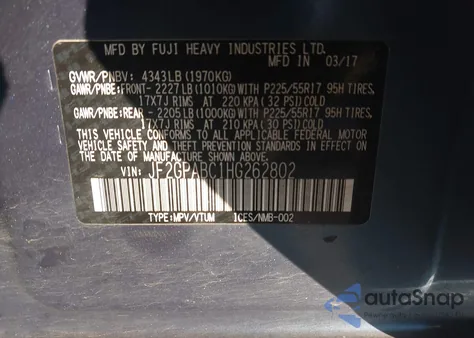 MFD BY FUJI HEAVY INDUSTRIES LTD.
MFD IN 03/17
GVWR/PNBV: 4343LB (1970KG)
GAWR/PNBE:FRONT- 2227LB(1010KG)WITH P225/55R17 95H TIRES,
17X7J RIMS AT 220 KPA(32 PSI)COLD
GAWR/PNBE:REAR - 2205LB(1000KG)WITH P225/55R17 95H TIRES,
17X7J RIMS AT 210 KPA(30 PSI)COLD
THIS VEHICLE CONFORMS TO ALL APPLICABLE
FEDERAL MOTOR VEHICLE SAFETY, BUMPER,
AND THEFT PREVENTION STANDARDS IN EFFECT
ON THE DATE OF MANUFACTURE SHOWN ABOVE.
VIN: JF2GPABC1HG262802
TYPE:MPV/VTUM ICES/NMB-002
autoSnap